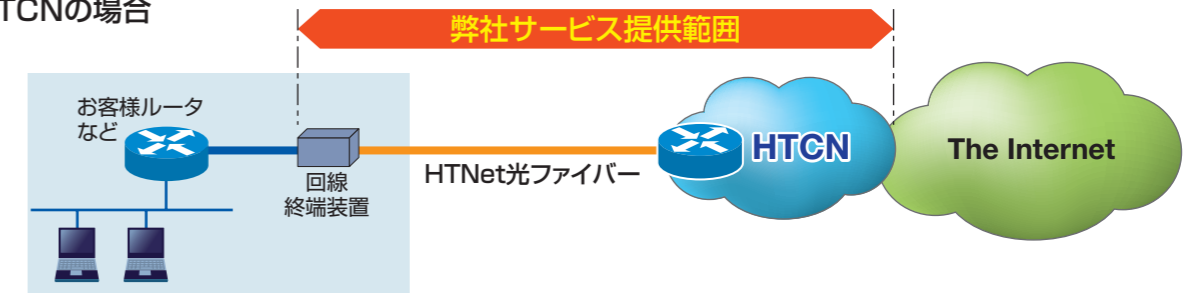 TCNの場合
弊社サービス提供範囲
お客様ルータ
など
回線
終端装置
HTNet光ファイバー
HTCN
The Internet